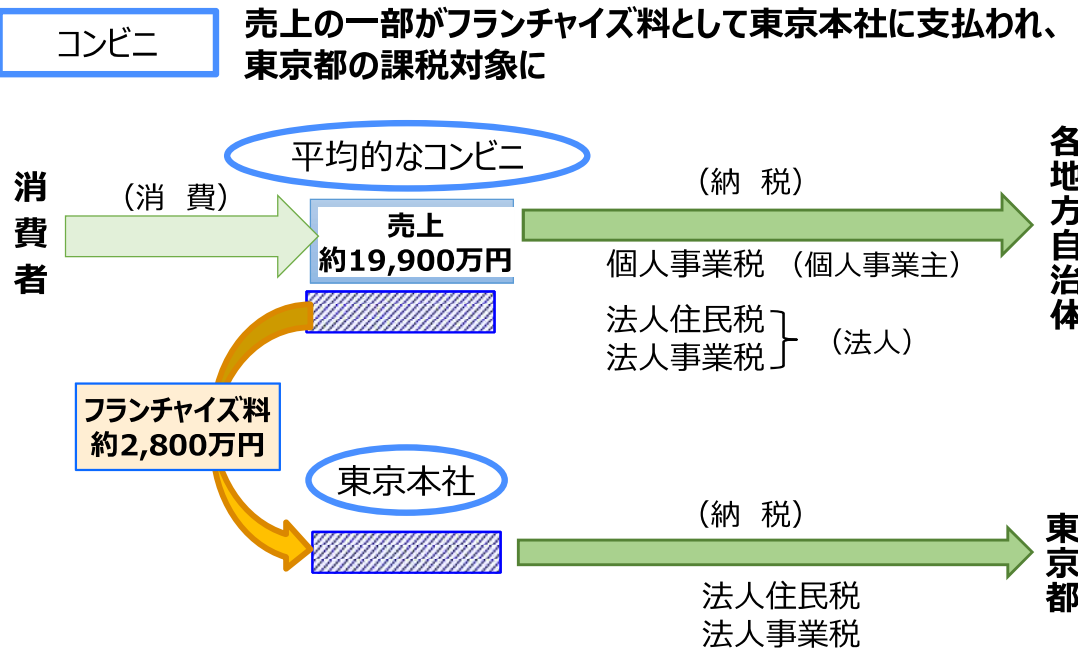 コンビニ
売上の一部がフランチャイズ料として東京本社に支払われ、
東京都の課税対象に
平均的なコンビニ
消費者
（消　費）
売上
約19,900万円
（納　税）
各地方自治体
個人事業税 （個人事業主）
法人住民税
法人事業税
（法人）
フランチャイズ料
約2,800万円
東京本社
（納　税）
東京都
法人住民税
法人事業税